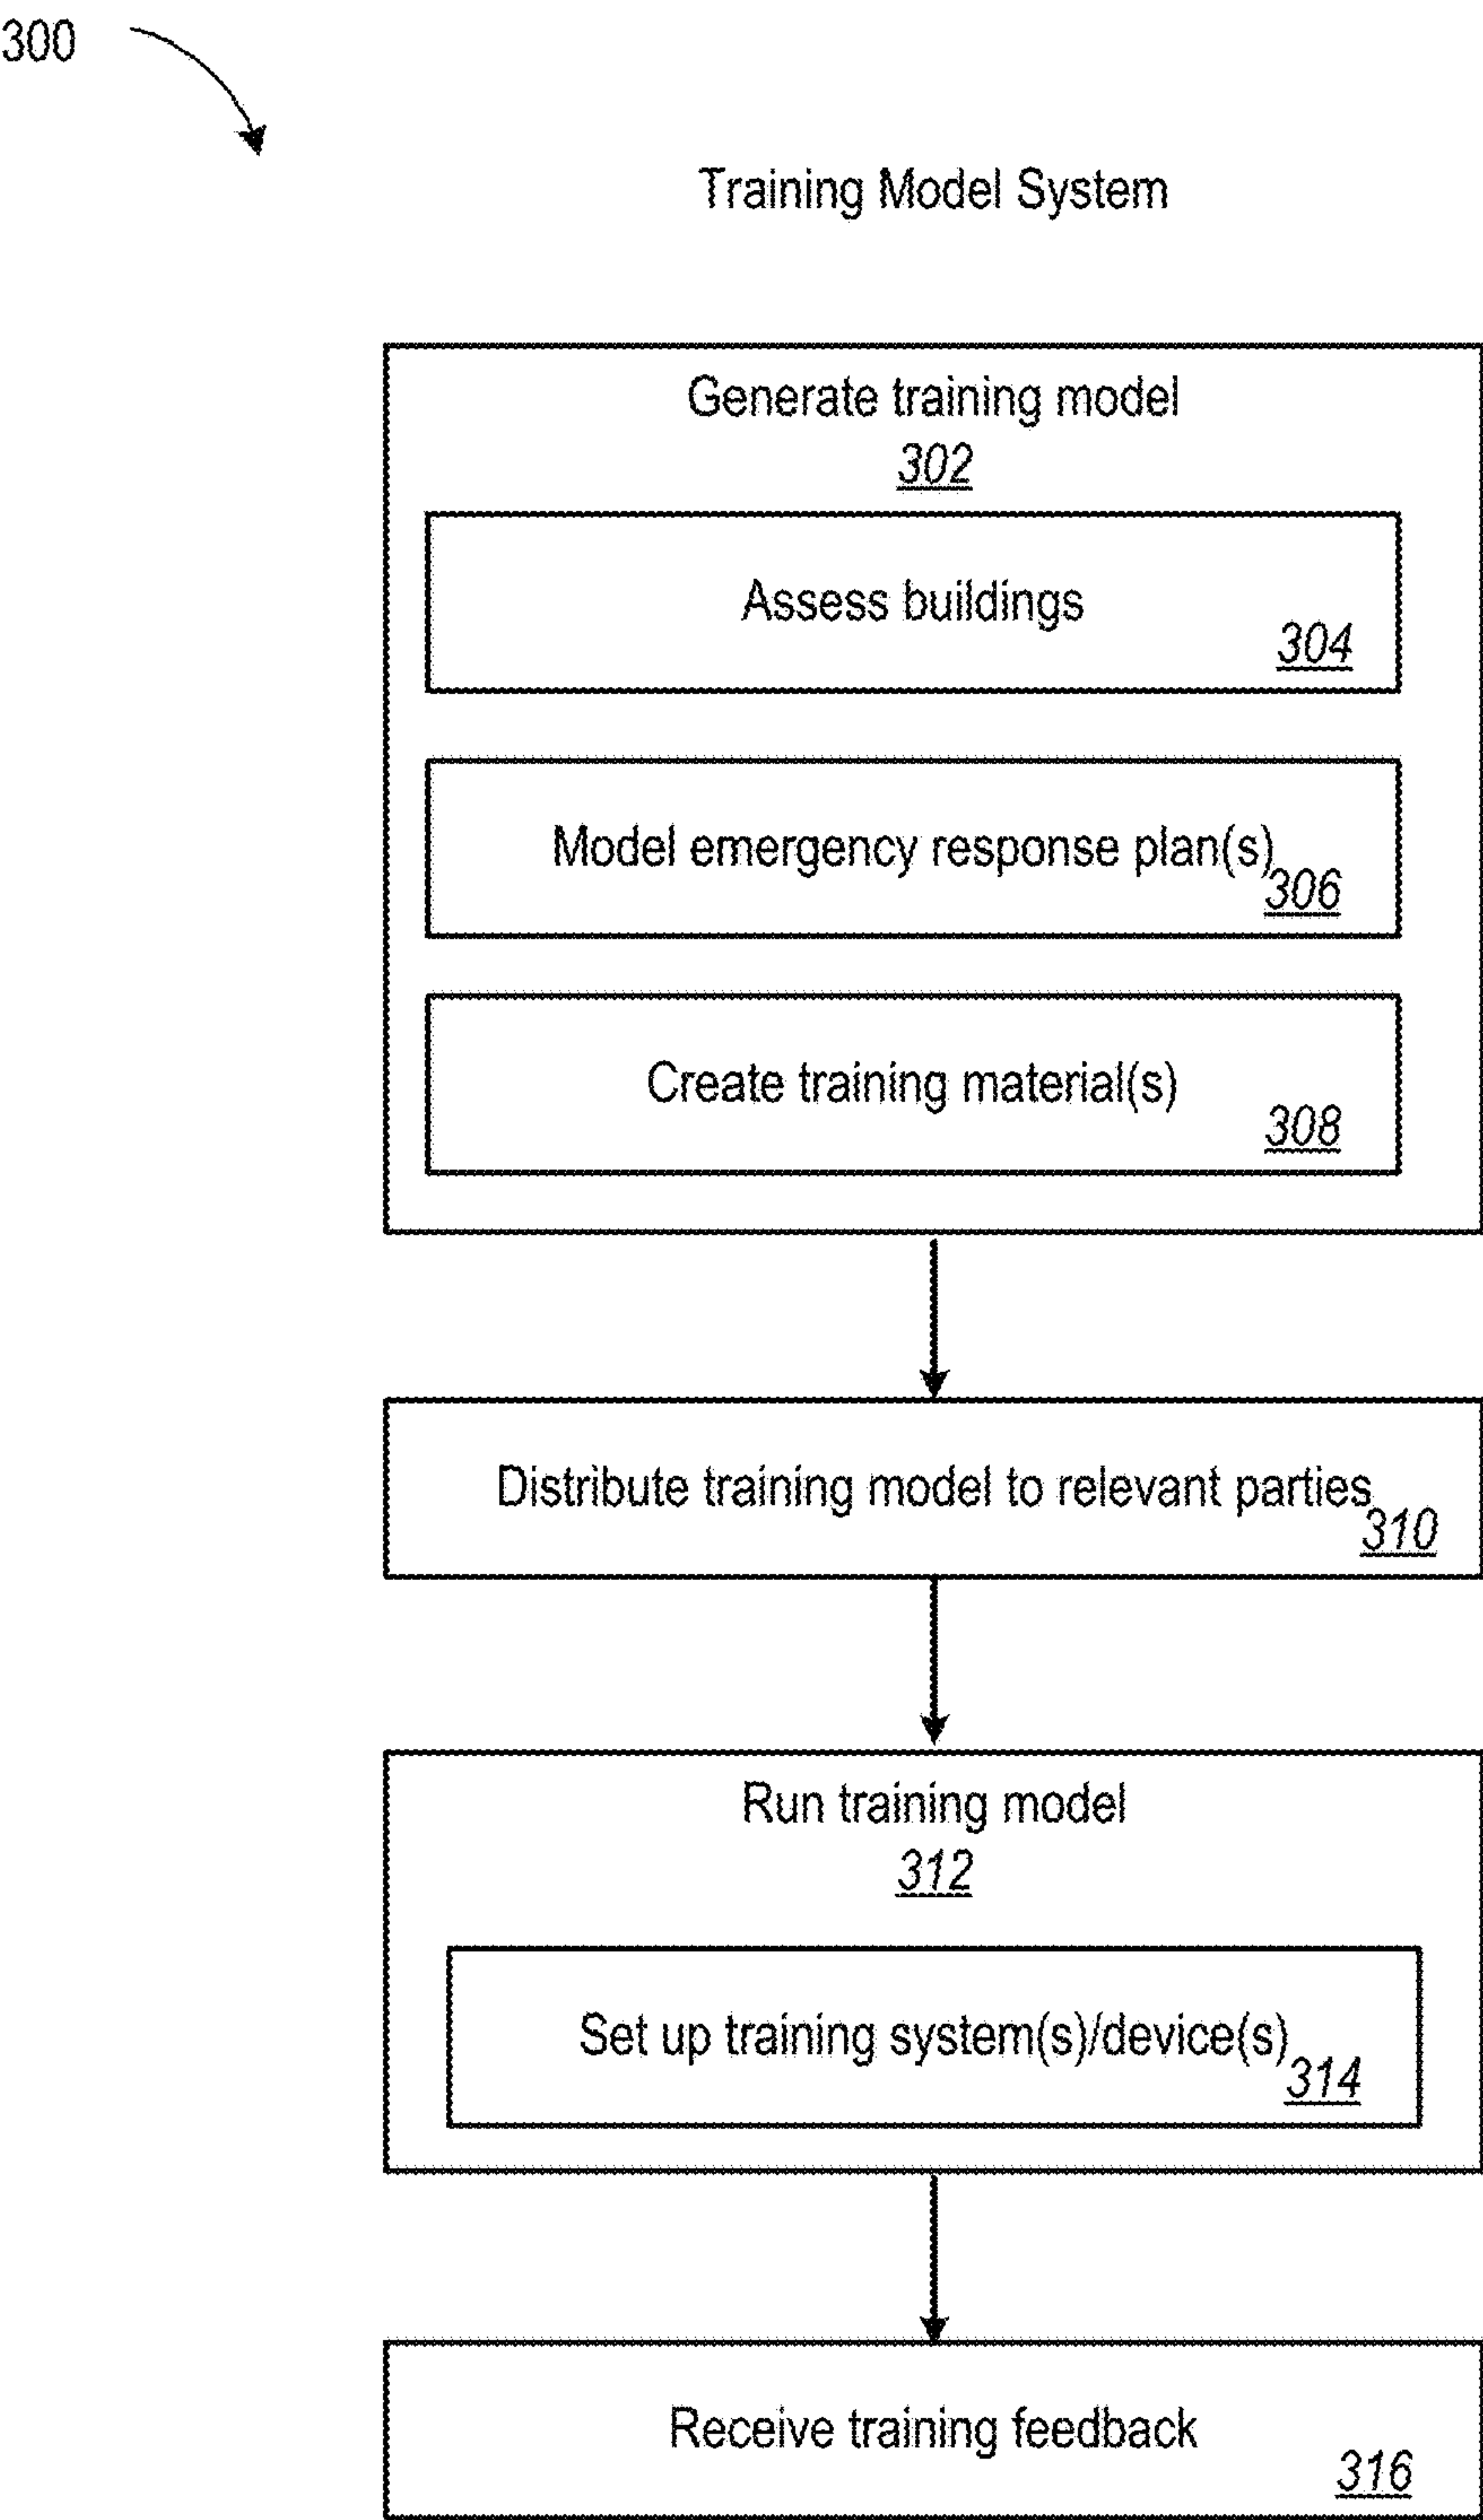 300
Training Model System
Generate training model
302
Assess buildings
304
Model emergency response plan(s)
306
Create training material(s)
308
Distribute training model to relevant parties
310
Run training model
312
Set up training system(s)/device(s)
314
Receive training feedback
316